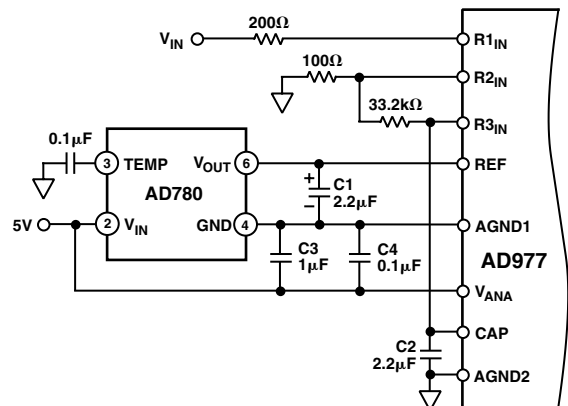 200Ω
V_IN
R1_IN
100Ω
R2_IN
33.2kΩ
R3_IN
0.1μF
3 TEMP
V_OUT 6
REF
AD780
+
C1
2.2μF
–
5V
2 V_IN
GND 4
AGND1
C3
1μF
C4
0.1μF
AD977
V_ANA
CAP
C2
2.2μF
AGND2